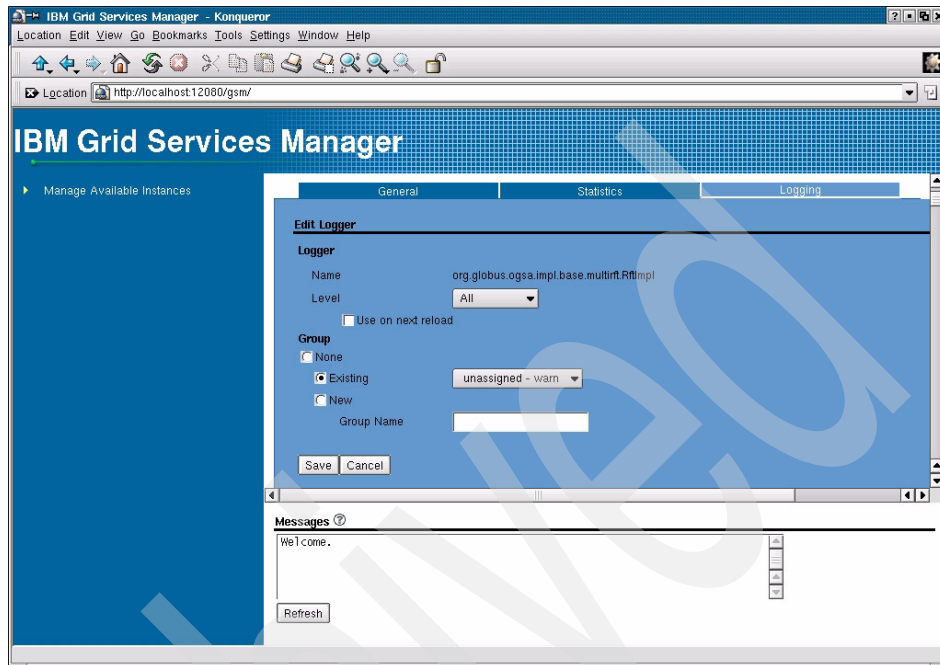 IBM Grid Services Manager - Konqueror
Location Edit View Go Bookmarks Tools Settings Window Help
Location http://localhost:12080/gsm/
IBM Grid Services Manager
Manage Available Instances
General Statistics Logging
Edit Logger
Logger
Name org.globus.ogsa.impl.base.multirft.RftImpl
Level All
Use on next reload
Group
None
Existing unassigned - warn
New
Group Name
Save Cancel
Messages ?
Welcome.
Refresh